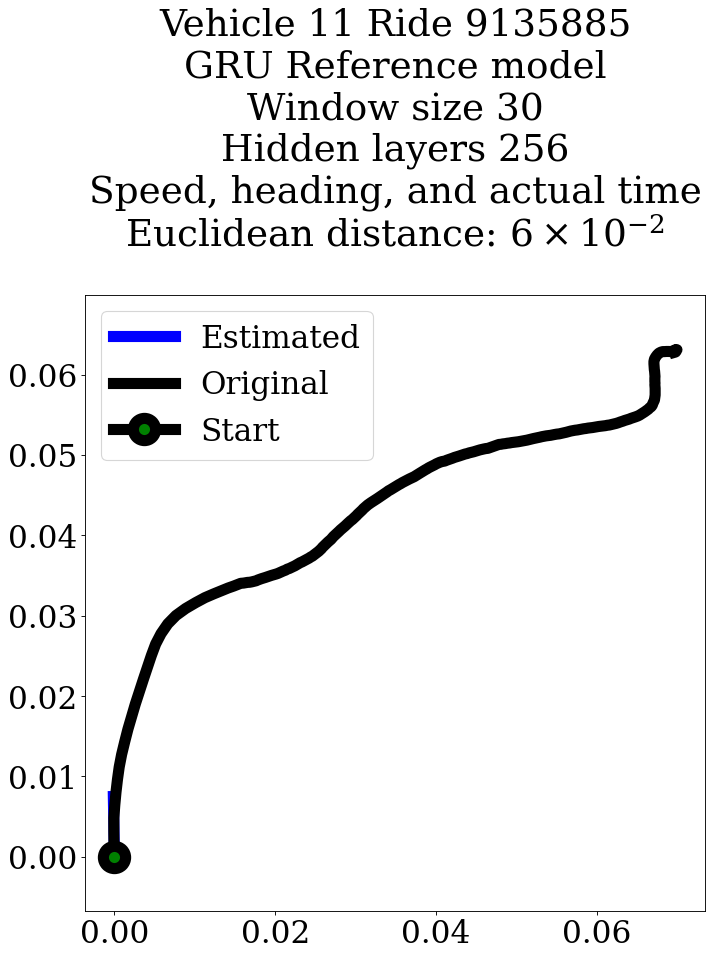 Vehicle 11 Ride 9135885
GRU Reference model
Window size 30
Hidden layers 256
Speed, heading, and actual time
Euclidean distance: 6 × 10⁻²
Estimated
Original
Start
0.06
0.05
0.04
0.03
0.02
0.01
0.00
0.00 0.02 0.04 0.06